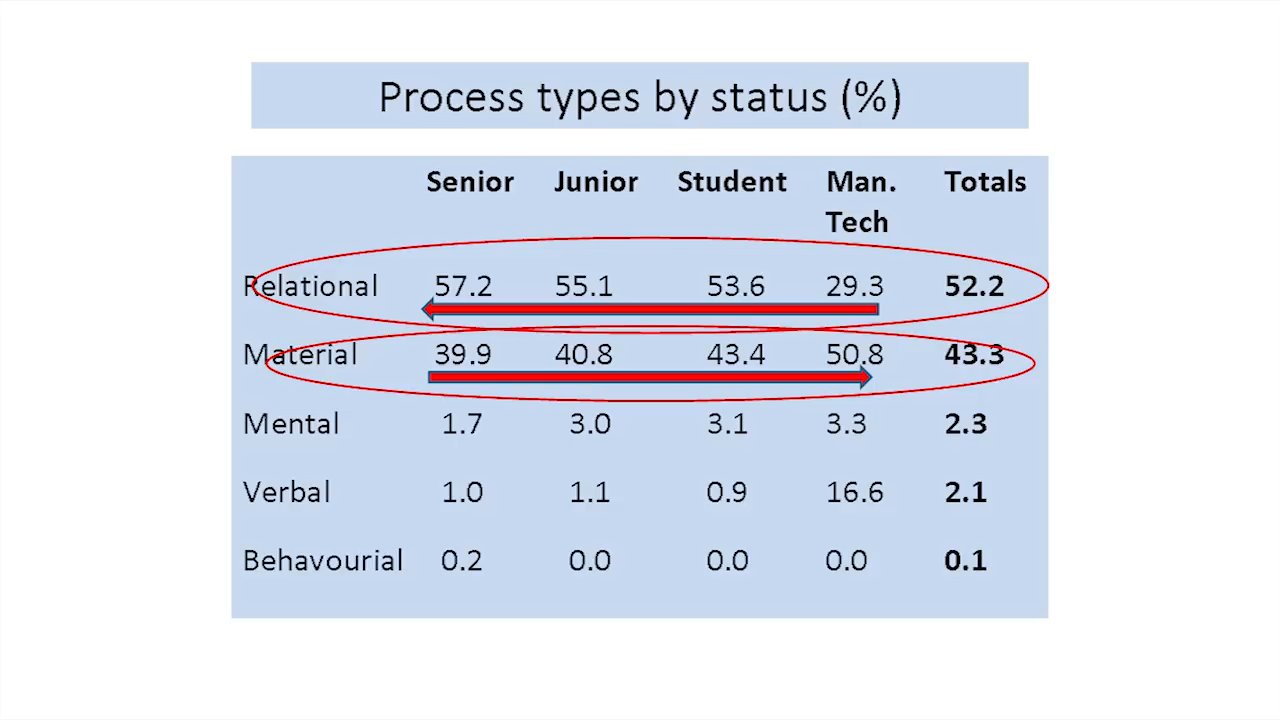 Process types by status (%)
Senior Junior Student Man. Tech Totals
Relational 57.2 55.1 53.6 29.3 52.2
Material 39.9 40.8 43.4 50.8 43.3
Mental 1.7 3.0 3.1 3.3 2.3
Verbal 1.0 1.1 0.9 16.6 2.1
Behavourial 0.2 0.0 0.0 0.0 0.1